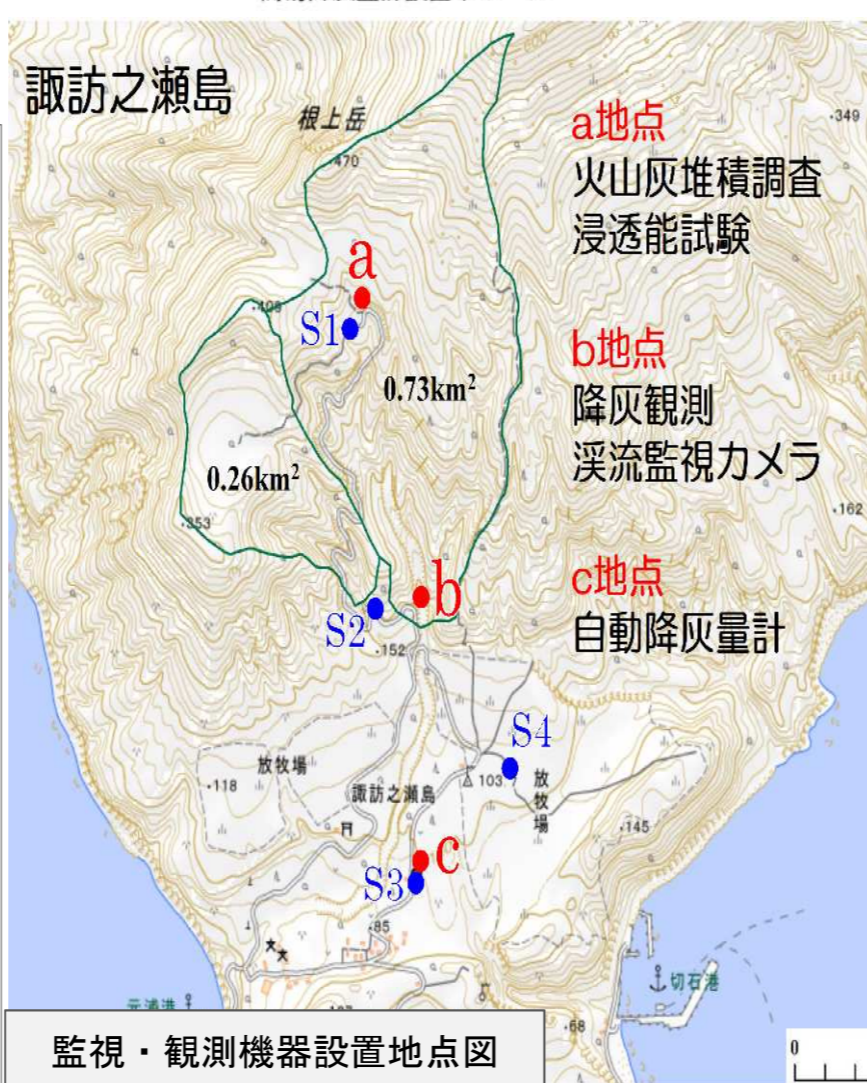 諏訪之瀬島
根上岳
470
a地点
火山灰堆積調査
浸透能試験
349
a
S1
0.73km²
b地点
降灰観測
渓流監視カメラ
0.26km²
353
162
b
S2
152
c地点
自動降灰量計
S4
放牧場
118
諏訪之瀬島
103
放牧場
145
c
S3
85
切石港
元浦港
68
監視・観測機器設置地点図
0